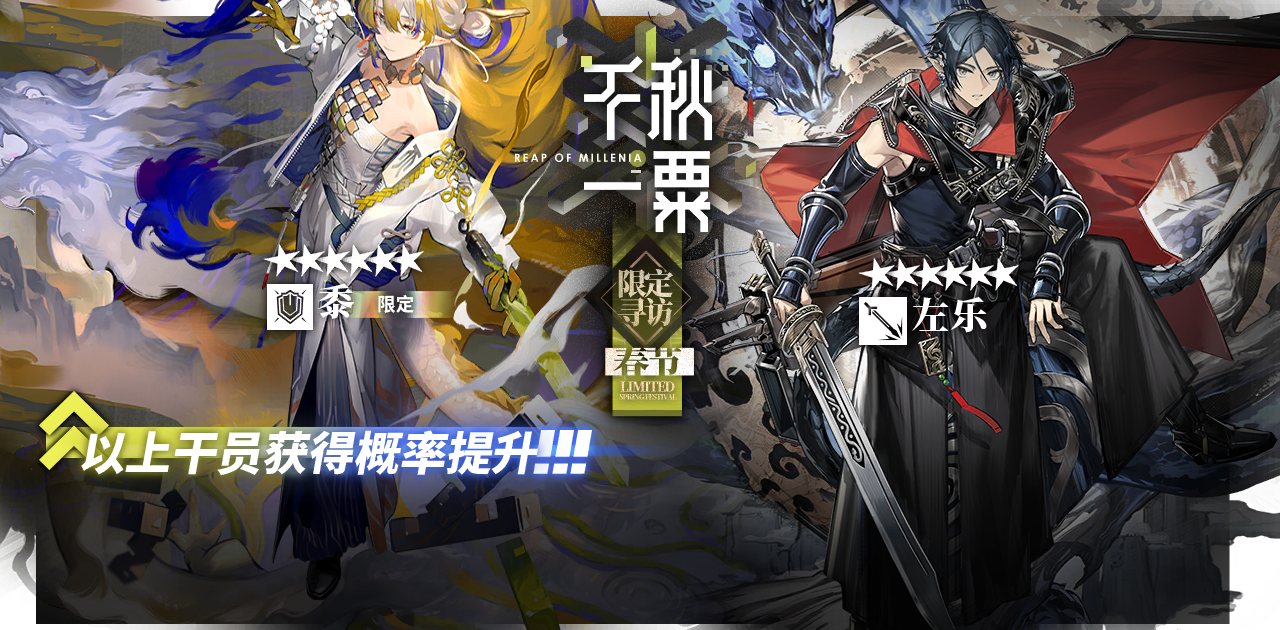 千秋
一粟
REAP OF MILLENIA
★★★★★★
黍 限定
限定
寻访
春节
LIMITED
SPRING FESTIVAL
★★★★★★
左乐
以上干员获得概率提升!!!